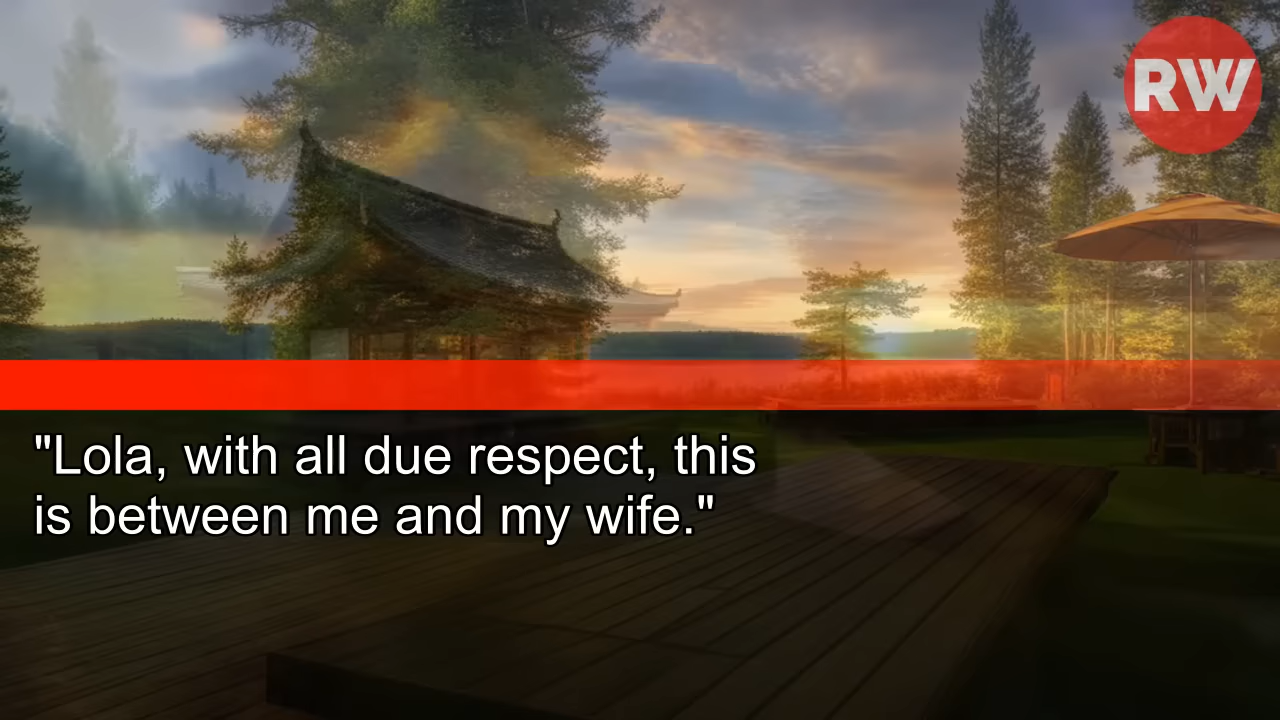 RW
"Lola, with all due respect, this
is between me and my wife."